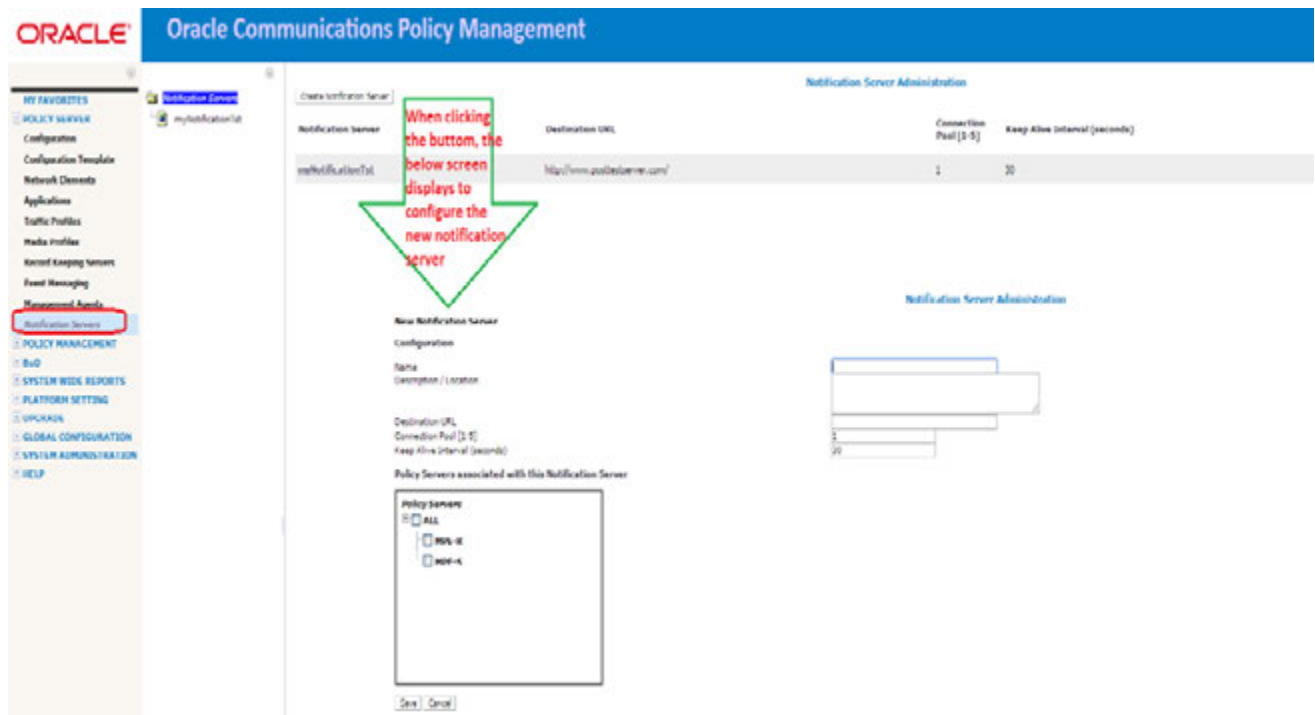 ORACLE
Oracle Communications Policy Management
MY FAVORITES
POLICY SERVER
Configuration
Configuration Template
Network Elements
Applications
Traffic Profiles
Media Profiles
Record Keeping Servers
Event Messaging
Management Agents
Notification Servers
POLICY MANAGEMENT
BoD
SYSTEM WIDE REPORTS
PLATFORM SETTING
UPGRADE
GLOBAL CONFIGURATION
SYSTEM ADMINISTRATION
HELP
Notification Servers
myNotificationTst
Notification Server Administration
Create Notification Server
Notification Server
Destination URL
Connection
Pool [1-5]
Keep Alive Interval (seconds)
myNotificationTst
1
30
When clicking
the buttom, the
below screen
displays to
configure the
new notification
server
Notification Server Administration
New Notification Server
Configuration
Name
Description / Location
Destination URL
Connection Pool [1-5]
1
Keep Alive Interval (seconds)
30
Policy Servers associated with this Notification Server
Policy Servers
ALL
Save
Cancel